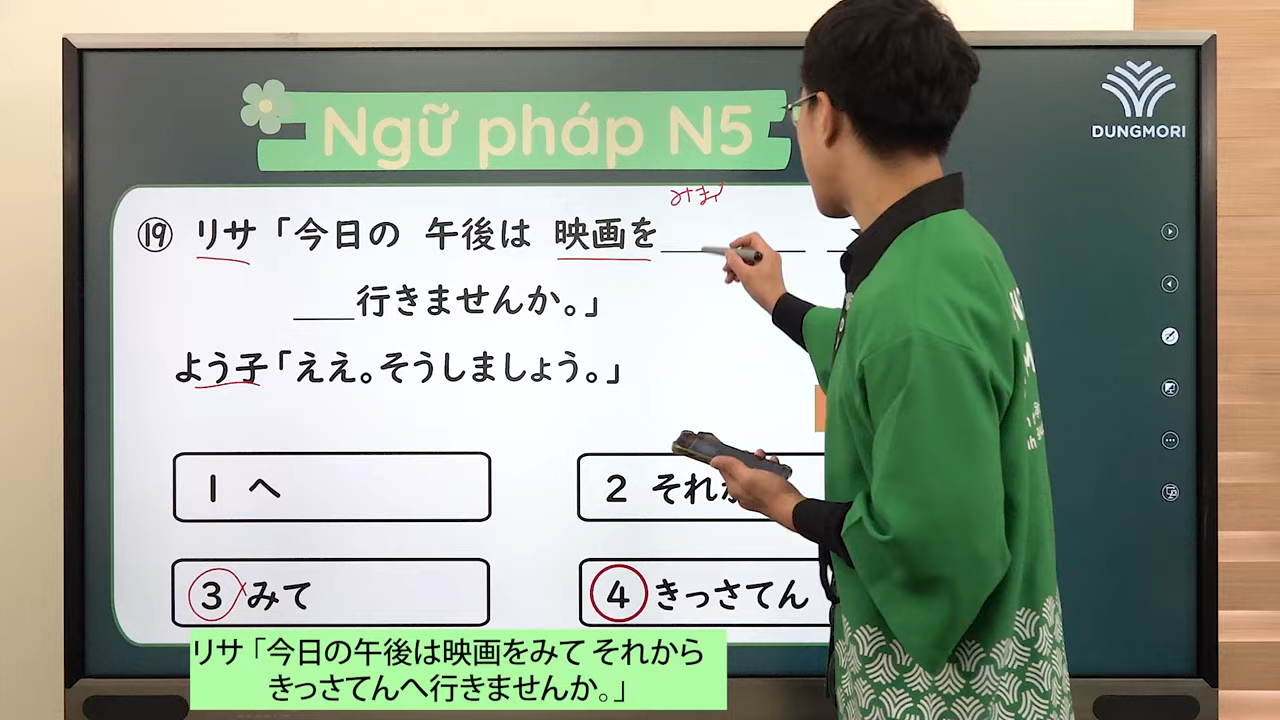 Ngữ pháp N5
DUNGMORI
みま
⑲ リサ「今日の 午後は 映画を
行きませんか。」
よう子「ええ。そうしましょう。」
1 へ
2 それか
3 みて
4 きっさてん
リサ「今日の午後は映画をみて それから
きっさてんへ行きませんか。」